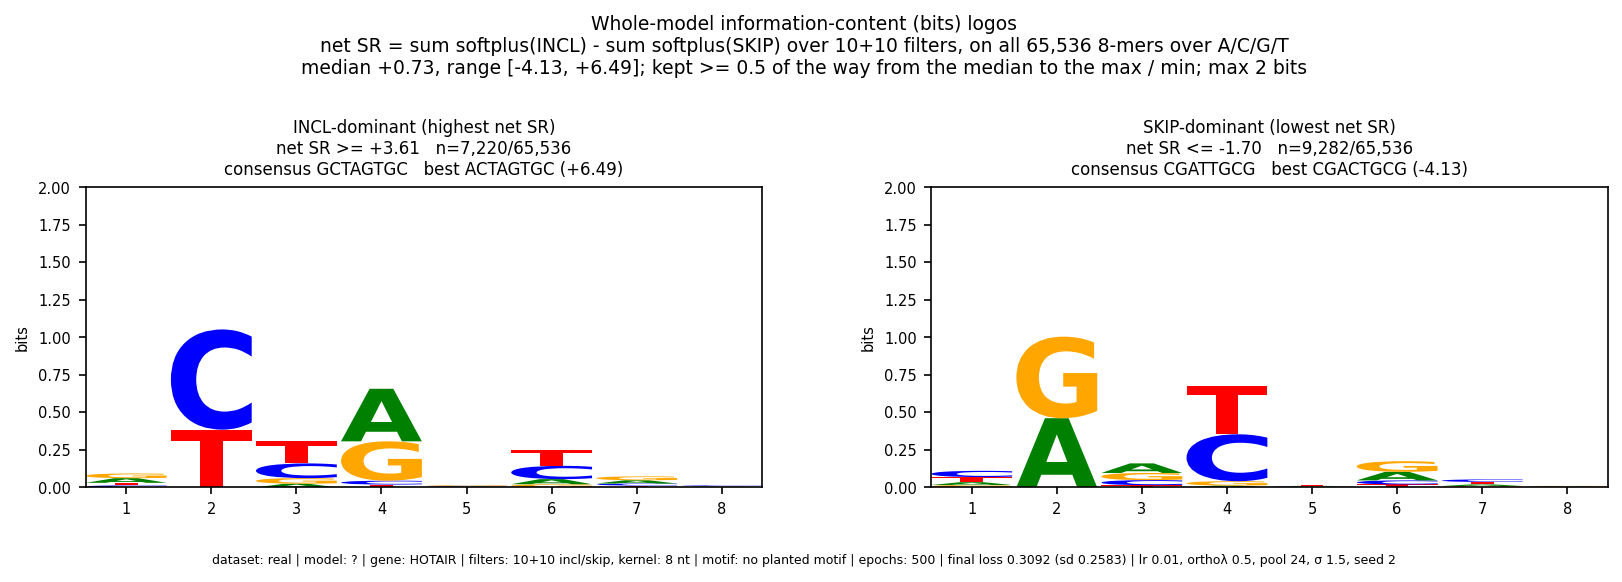 Whole-model information-content (bits) logos
net SR = sum softplus(INCL) - sum softplus(SKIP) over 10+10 filters, on all 65,536 8-mers over A/C/G/T
median +0.73, range [-4.13, +6.49]; kept >= 0.5 of the way from the median to the max / min; max 2 bits
INCL-dominant (highest net SR)
net SR >= +3.61   n=7,220/65,536
consensus GCTAGTGC   best ACTAGTGC (+6.49)
bits
2.00
1.75
1.50
1.25
1.00
0.75
0.50
0.25
0.00
1 2 3 4 5 6 7 8
SKIP-dominant (lowest net SR)
net SR <= -1.70   n=9,282/65,536
consensus CGATTGCG   best CGACTGCG (-4.13)
bits
2.00
1.75
1.50
1.25
1.00
0.75
0.50
0.25
0.00
1 2 3 4 5 6 7 8
dataset: real | model: ? | gene: HOTAIR | filters: 10+10 incl/skip, kernel: 8 nt | motif: no planted motif | epochs: 500 | final loss 0.3092 (sd 0.2583) | lr 0.01, orthoλ 0.5, pool 24, σ 1.5, seed 2